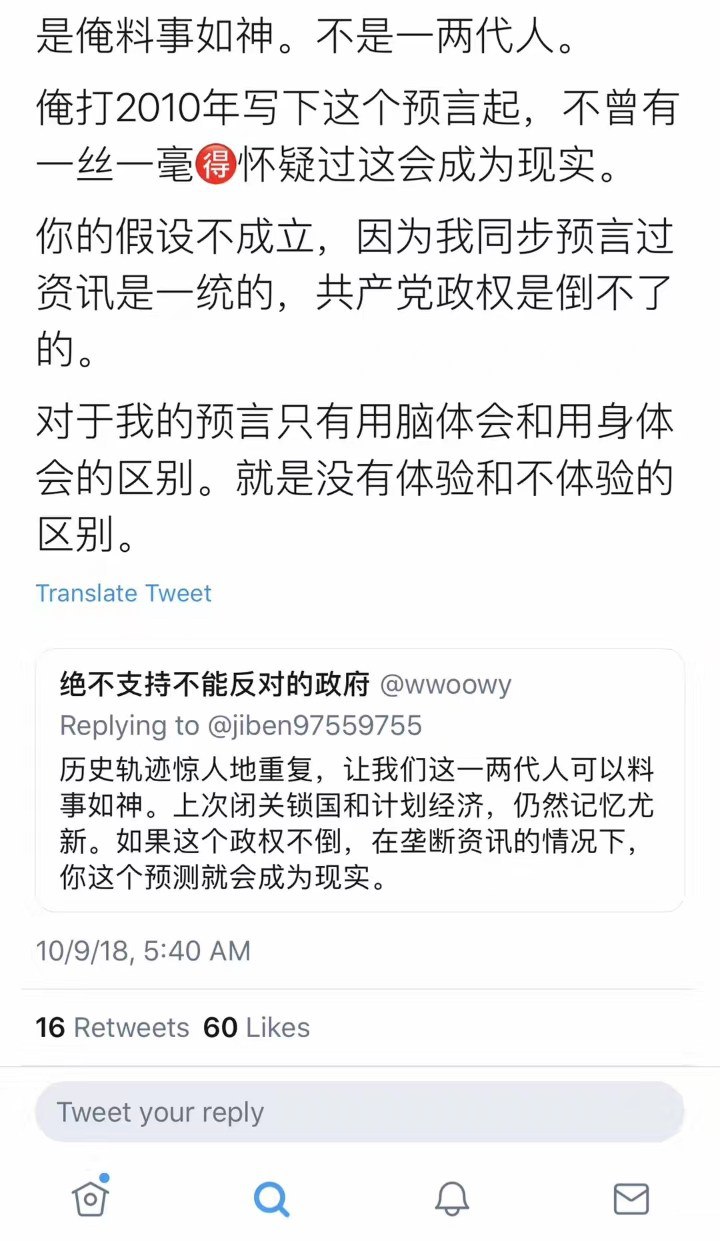 是俺料事如神。不是一两代人。
俺打2010年写下这个预言起，不曾有
一丝一毫🉐怀疑过这会成为现实。
你的假设不成立，因为我同步预言过
资讯是一统的，共产党政权是倒不了
的。
对于我的预言只有用脑体会和用身体
会的区别。就是没有体验和不体验的
区别。
Translate Tweet
绝不支持不能反对的政府 @wwoowy
Replying to @jiben97559755
历史轨迹惊人地重复，让我们这一两代人可以料
事如神。上次闭关锁国和计划经济，仍然记忆尤
新。如果这个政权不倒，在垄断资讯的情况下，
你这个预测就会成为现实。
10/9/18, 5:40 AM
16 Retweets 60 Likes
Tweet your reply